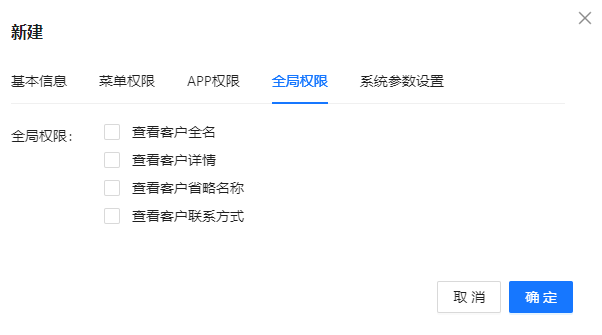 新建
基本信息 菜单权限 APP权限 全局权限 系统参数设置
全局权限： 查看客户全名
查看客户详情
查看客户省略名称
查看客户联系方式
取消 确定